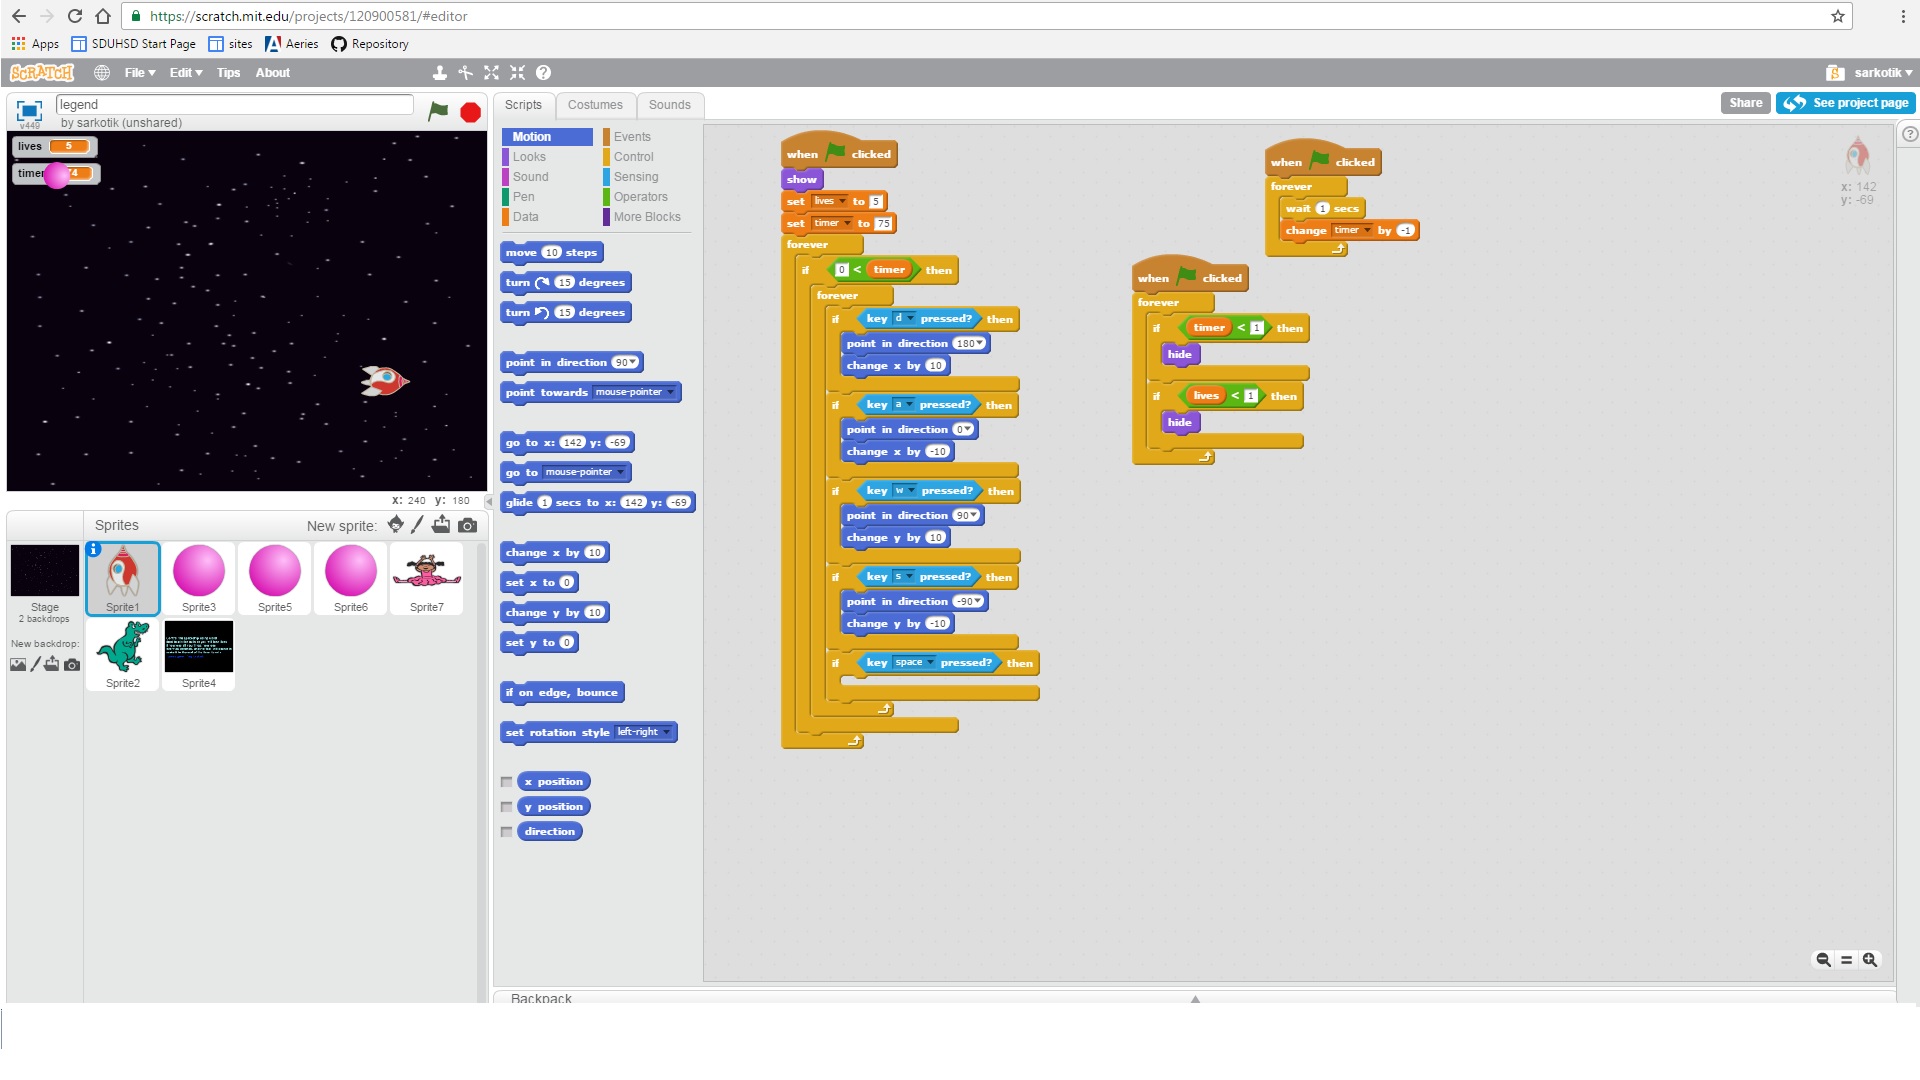 https://scratch.mit.edu/projects/120900581/#editor
Apps SDUHSD Start Page sites Aeries Repository
SCRATCH File Edit Tips About sarkotik
legend
by sarkotik (unshared)
v449
Scripts Costumes Sounds
Share See project page
lives 5
timer 4
x: 240 y: 180
Sprites New sprite:
Stage
2 backdrops
New backdrop:
Sprite1
Sprite3
Sprite5
Sprite6
Sprite7
Sprite2
Sprite4
Motion
Looks
Sound
Pen
Data
Events
Control
Sensing
Operators
More Blocks
move 10 steps
turn 15 degrees
turn 15 degrees
point in direction 90
point towards mouse-pointer
go to x: 142 y: -69
go to mouse-pointer
glide 1 secs to x: 142 y: -69
change x by 10
set x to 0
change y by 10
set y to 0
if on edge, bounce
set rotation style left-right
x position
y position
direction
when clicked
show
set lives to 5
set timer to 75
forever
if 0 < timer then
forever
if key d pressed? then
point in direction 180
change x by 10
if key a pressed? then
point in direction 0
change x by -10
if key w pressed? then
point in direction 90
change y by 10
if key s pressed? then
point in direction -90
change y by -10
if key space pressed? then
when clicked
forever
wait 1 secs
change timer by -1
when clicked
forever
if timer < 1 then
hide
if lives < 1 then
hide
x: 142
y: -69
Backpack